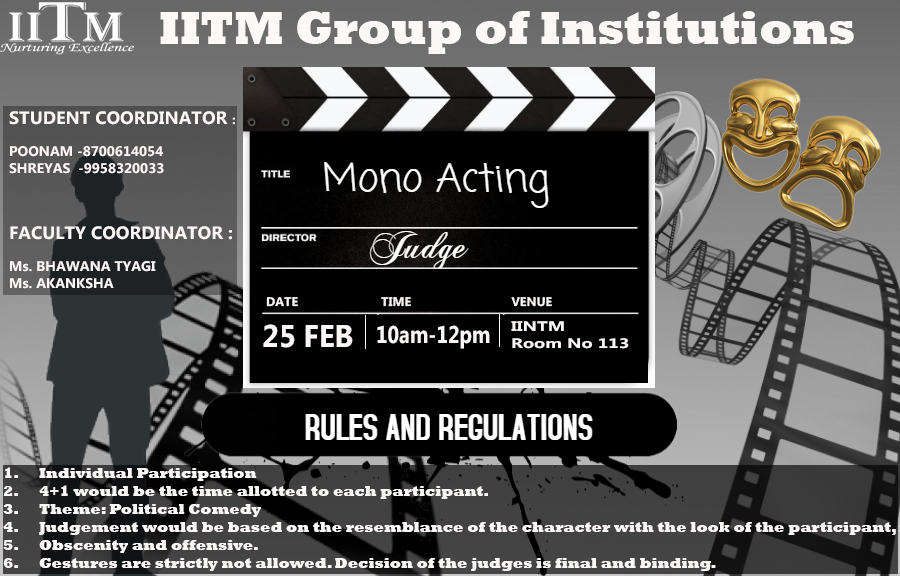 IITM
Nurturing Excellence
IITM Group of Institutions
STUDENT COORDINATOR :
POONAM -8700614054
SHREYAS -9958320033
FACULTY COORDINATOR :
Ms. BHAWANA TYAGI
Ms. AKANKSHA
TITLE Mono Acting
DIRECTOR Judge
DATE TIME VENUE
25 FEB 10am-12pm IINTM
Room No 113
RULES AND REGULATIONS
1. Individual Participation
2. 4+1 would be the time allotted to each participant.
3. Theme: Political Comedy
4. Judgement would be based on the resemblance of the character with the look of the participant,
5. Obscenity and offensive.
6. Gestures are strictly not allowed. Decision of the judges is final and binding.